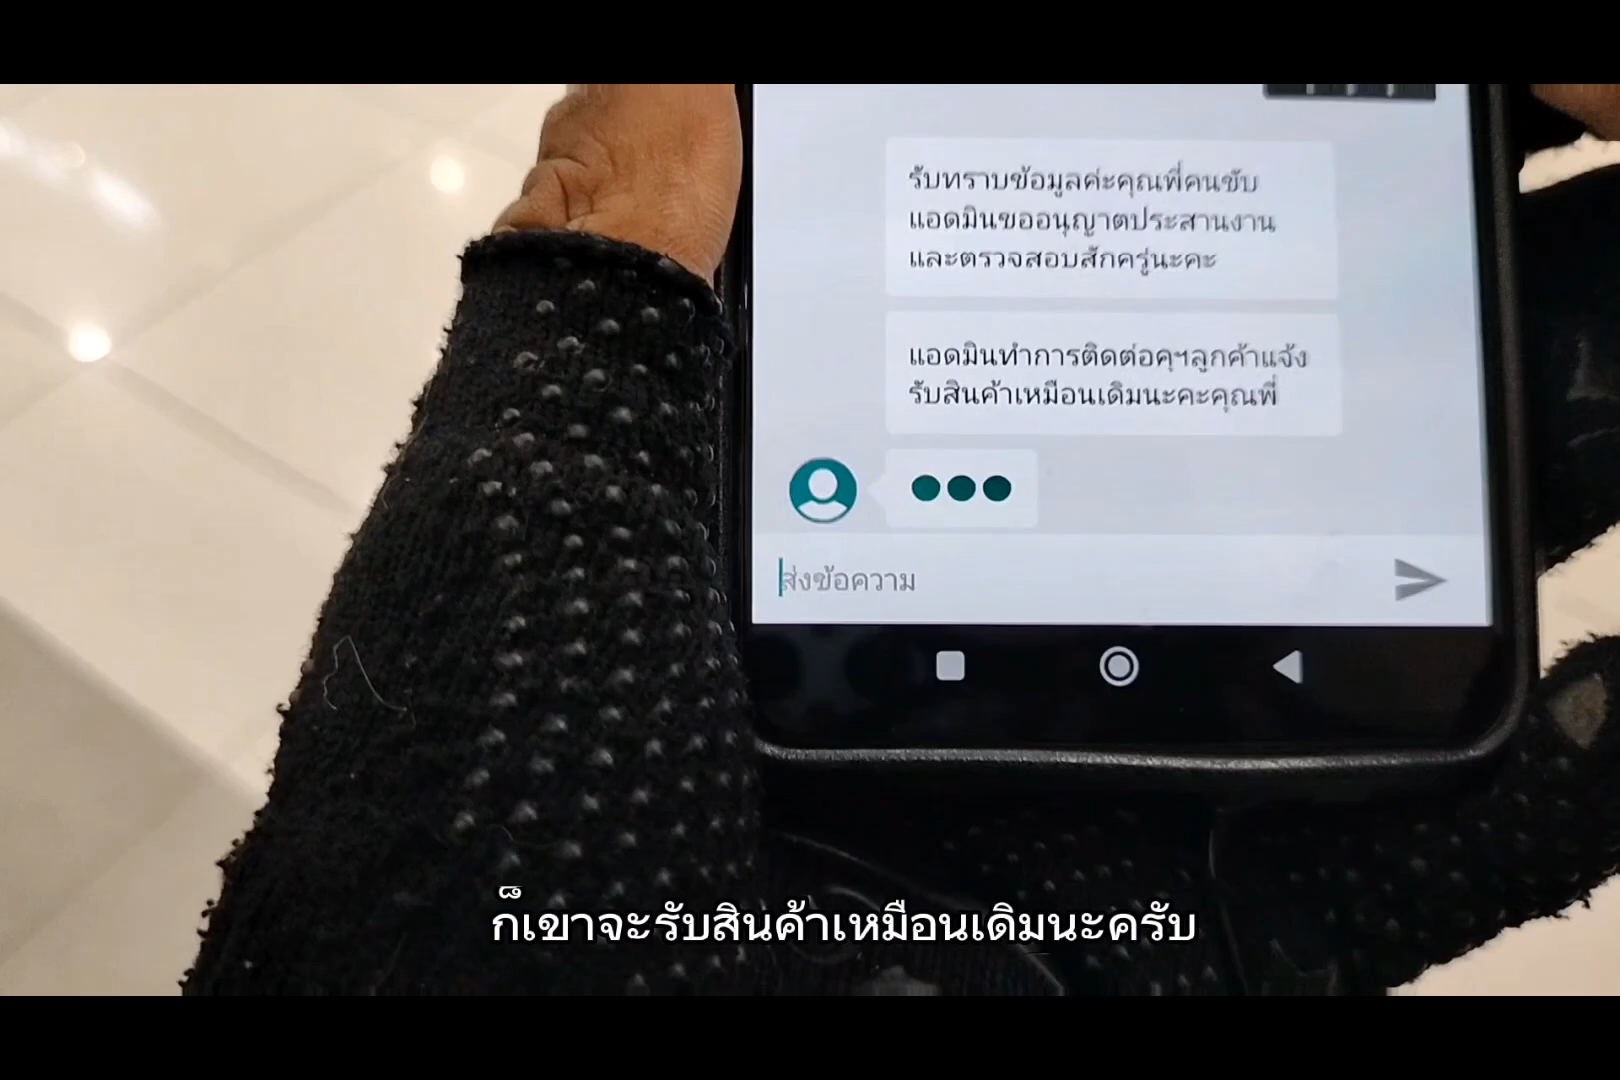 รับทราบข้อมูลค่ะคุณพี่คนขับ
แอดมินขออนุญาตประสานงาน
และตรวจสอบสักครู่นะคะ
แอดมินทำการติดต่อคุฯลูกค้าแจ้ง
รับสินค้าเหมือนเดิมนะคะคุณพี่
ส่งข้อความ
ก็เขาจะรับสินค้าเหมือนเดิมนะครับ